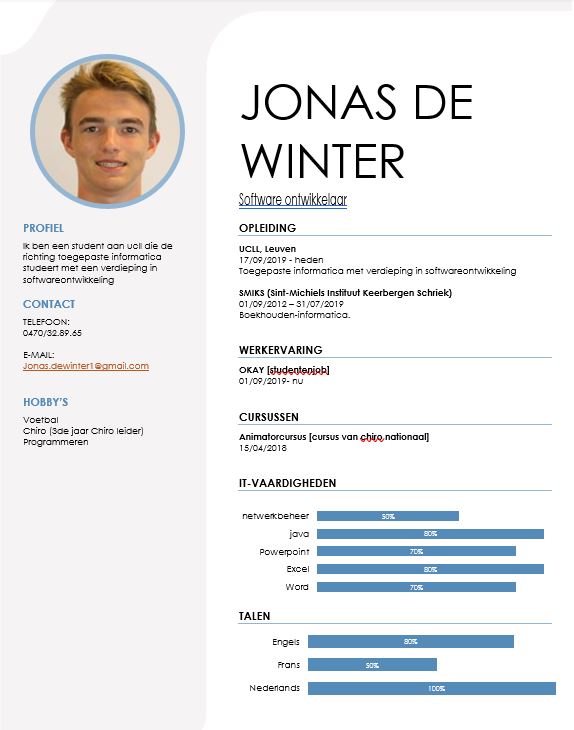 JONAS DE
WINTER
Software ontwikkelaar
PROFIEL
Ik ben een student aan ucll die de
richting toegepaste informatica
studeert met een verdieping in
softwareontwikkeling
CONTACT
TELEFOON:
0470/32.89.65
E-MAIL:
Jonas.dewinter1@gmail.com
HOBBY'S
Voetbal
Chiro (3de jaar Chiro leider)
Programmeren
OPLEIDING
UCLL, Leuven
17/09/2019 - heden
Toegepaste informatica met verdieping in softwareontwikkeling
SMIKS (Sint-Michiels Instituut Keerbergen Schriek)
01/09/2012 – 31/07/2019
Boekhouden-informatica.
WERKERVARING
OKAY [studentenjob]
01/09/2019- nu
CURSUSSEN
Animatorcursus [cursus van chiro nationaal]
15/04/2018
IT-VAARDIGHEDEN
netwerkbeheer 50%
java 80%
Powerpoint 70%
Excel 80%
Word 70%
TALEN
Engels 80%
Frans 50%
Nederlands 100%